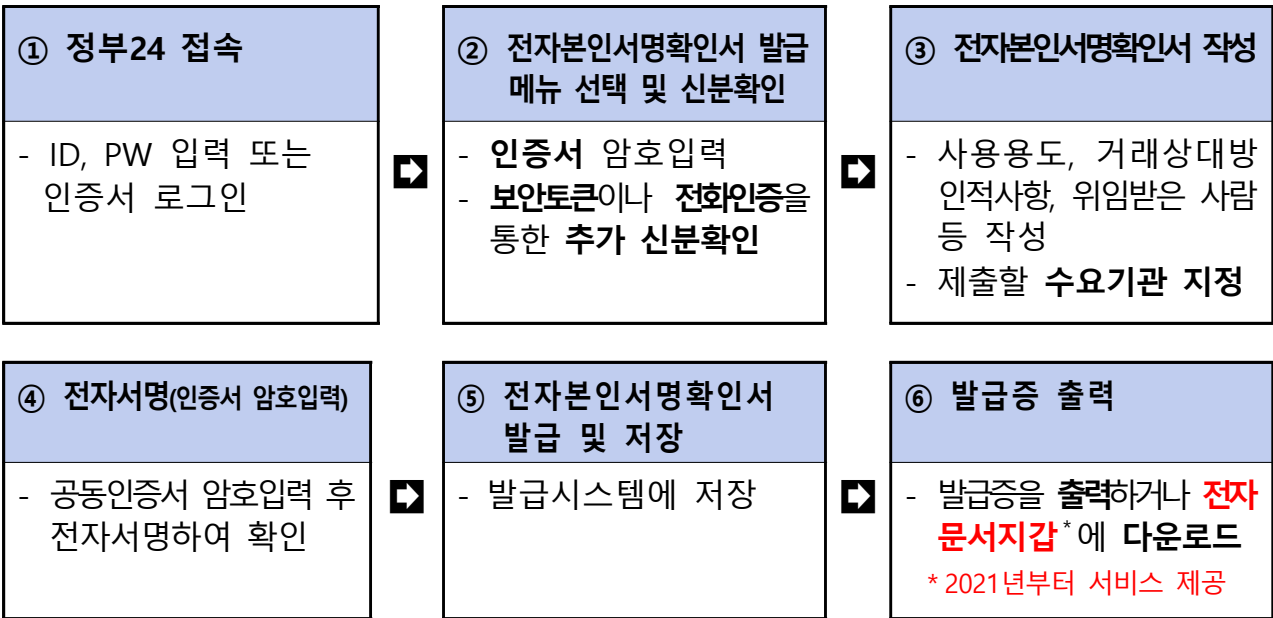 ① 정부24 접속
- ID, PW 입력 또는
인증서 로그인
② 전자본인서명확인서 발급
메뉴 선택 및 신분확인
- 인증서 암호입력
- 보안토큰이나 전화인증을
통한 추가 신분확인
③ 전자본인서명확인서 작성
- 사용용도, 거래상대방
인적사항, 위임받은 사람
등 작성
- 제출할 수요기관 지정
④ 전자서명(인증서 암호입력)
- 공동인증서 암호입력 후
전자서명하여 확인
⑤ 전자본인서명확인서
발급 및 저장
- 발급시스템에 저장
⑥ 발급증 출력
- 발급증을 출력하거나 전자
문서지갑*에 다운로드
* 2021년부터 서비스 제공